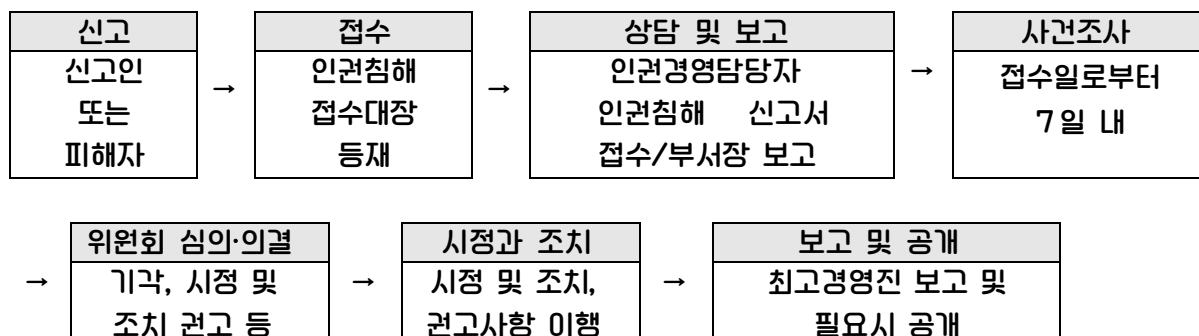 신고
신고인
또는
피해자
→
접수
인권침해
접수대장
등재
→
상담 및 보고
인권경영담당자
인권침해 신고서
접수/부서장 보고
→
사건조사
접수일로부터
7일 내
→
위원회 심의·의결
기각, 시정 및
조치 권고 등
→
시정과 조치
시정 및 조치,
권고사항 이행
→
보고 및 공개
최고경영진 보고 및
필요시 공개